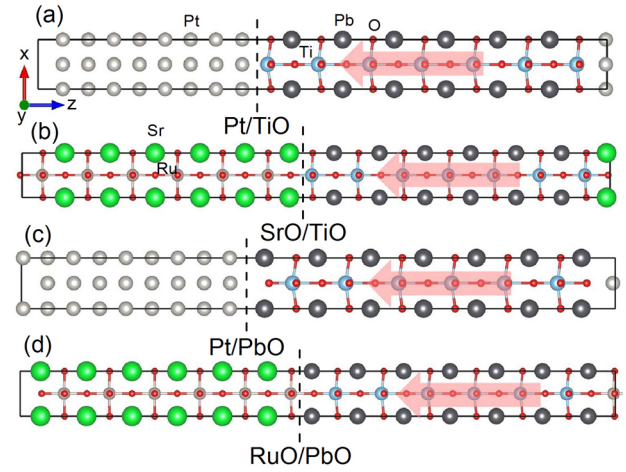 (a)
Pt
Pb
O
Ti
x
y
z
Pt/TiO
(b)
Sr
Ru
SrO/TiO
(c)
Pt/PbO
(d)
RuO/PbO